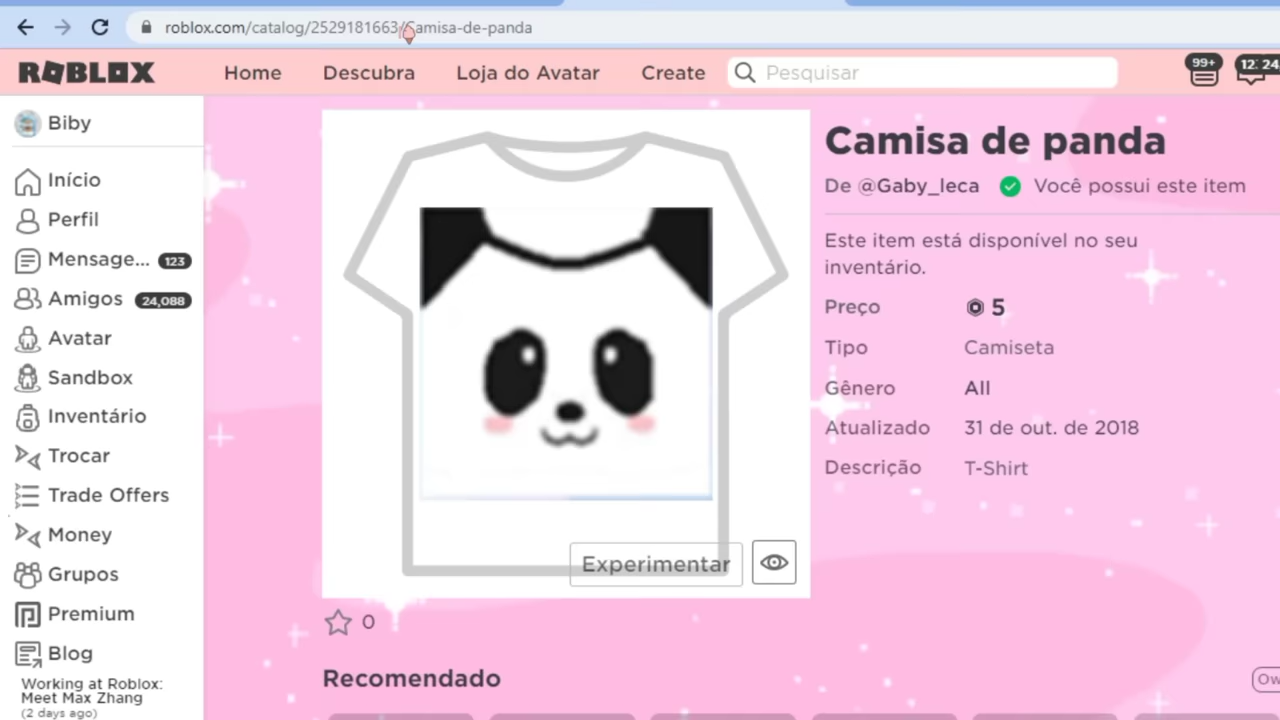 roblox.com/catalog/2529181663/Camisa-de-panda
ROBLOX
Home
Descubra
Loja do Avatar
Create
Pesquisar
99+
Biby
Início
Perfil
Mensage... 123
Amigos 24,088
Avatar
Sandbox
Inventário
Trocar
Trade Offers
Money
Grupos
Premium
Blog
Working at Roblox:
Meet Max Zhang
(2 days ago)
Camisa de panda
De @Gaby_leca Você possui este item
Este item está disponível no seu
inventário.
Preço 5
Tipo Camiseta
Gênero All
Atualizado 31 de out. de 2018
Descrição T-Shirt
Experimentar
0
Recomendado